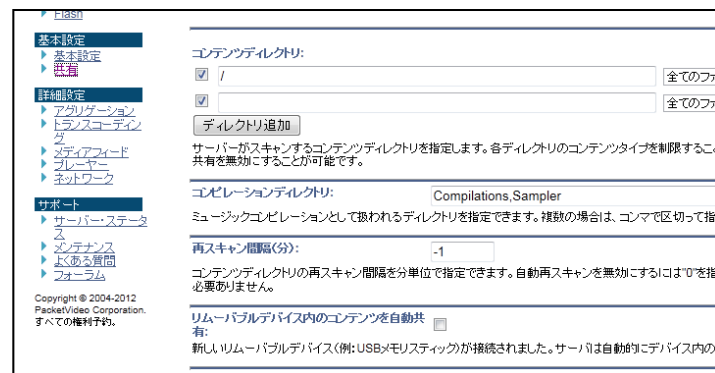 Flash
基本設定
基本設定
共有
詳細設定
アグリゲーション
トランスコーディン
グ
メディアフィード
プレーヤー
ネットワーク
サポート
サーバー・ステータ
ス
メンテナンス
よくある質問
フォーラム
Copyright © 2004-2012
PacketVideo Corporation.
すべての権利予約。
コンテンツディレクトリ:
/
全てのファ
全てのファ
ディレクトリ追加
サーバーがスキャンするコンテンツディレクトリを指定します。各ディレクトリのコンテンツタイプを制限するこ
共有を無効にすることが可能です。
コンピレーションディレクトリ:
Compilations,Sampler
ミュージックコンピレーションとして扱われるディレクトリを指定できます。複数の場合は、コンマで区切って指
再スキャン間隔(分):
-1
コンテンツディレクトリの再スキャン間隔を分単位で指定できます。自動再スキャンを無効にするには"0"を指
必要ありません。
リムーバブルデバイス内のコンテンツを自動共
有:
新しいリムーバブルデバイス(例:USBメモリスティック)が接続されました。サーバは自動的にデバイス内の